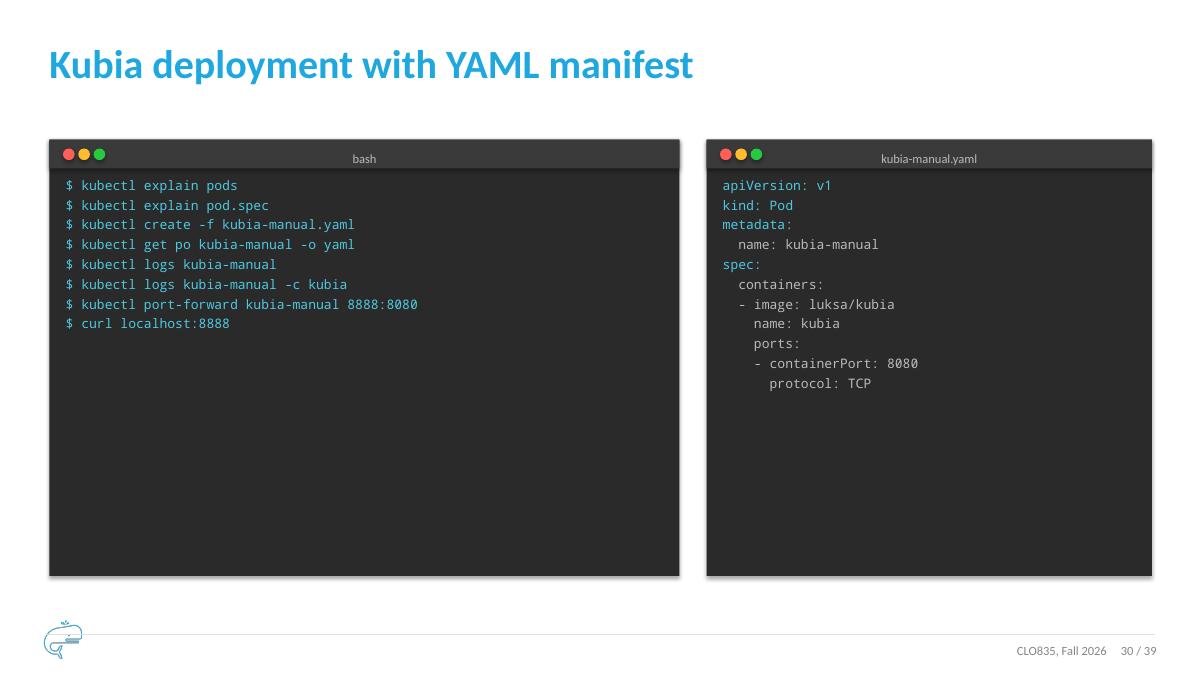 Kubia deployment with YAML manifest
bash
$ kubectl explain pods
$ kubectl explain pod.spec
$ kubectl create -f kubia-manual.yaml
$ kubectl get po kubia-manual -o yaml
$ kubectl logs kubia-manual
$ kubectl logs kubia-manual -c kubia
$ kubectl port-forward kubia-manual 8888:8080
$ curl localhost:8888
kubia-manual.yaml
apiVersion: v1
kind: Pod
metadata:
  name: kubia-manual
spec:
  containers:
  - image: luksa/kubia
    name: kubia
    ports:
    - containerPort: 8080
      protocol: TCP
CLO835, Fall 2026 30 / 39